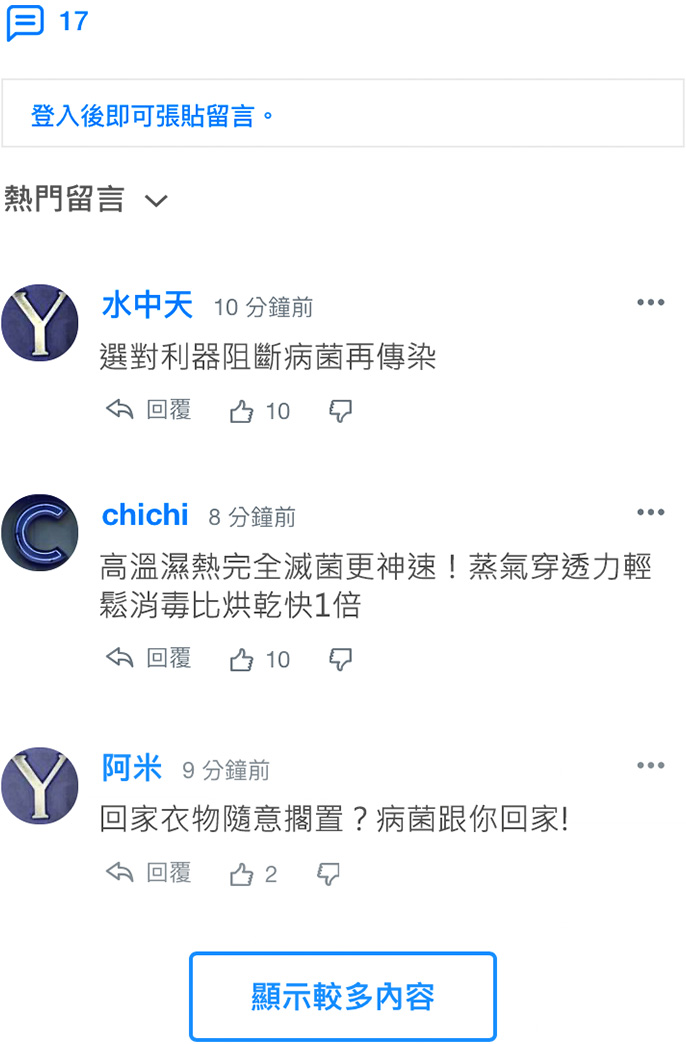 17
登入後即可張貼留言。
熱門留言
水中天 10 分鐘前
選對利器阻斷病菌再傳染
回覆 10
chichi 8 分鐘前
高溫濕熱完全滅菌更神速！蒸氣穿透力輕
鬆消毒比烘乾快1倍
回覆 10
阿米 9 分鐘前
回家衣物隨意擱置？病菌跟你回家!
回覆 2
顯示較多內容